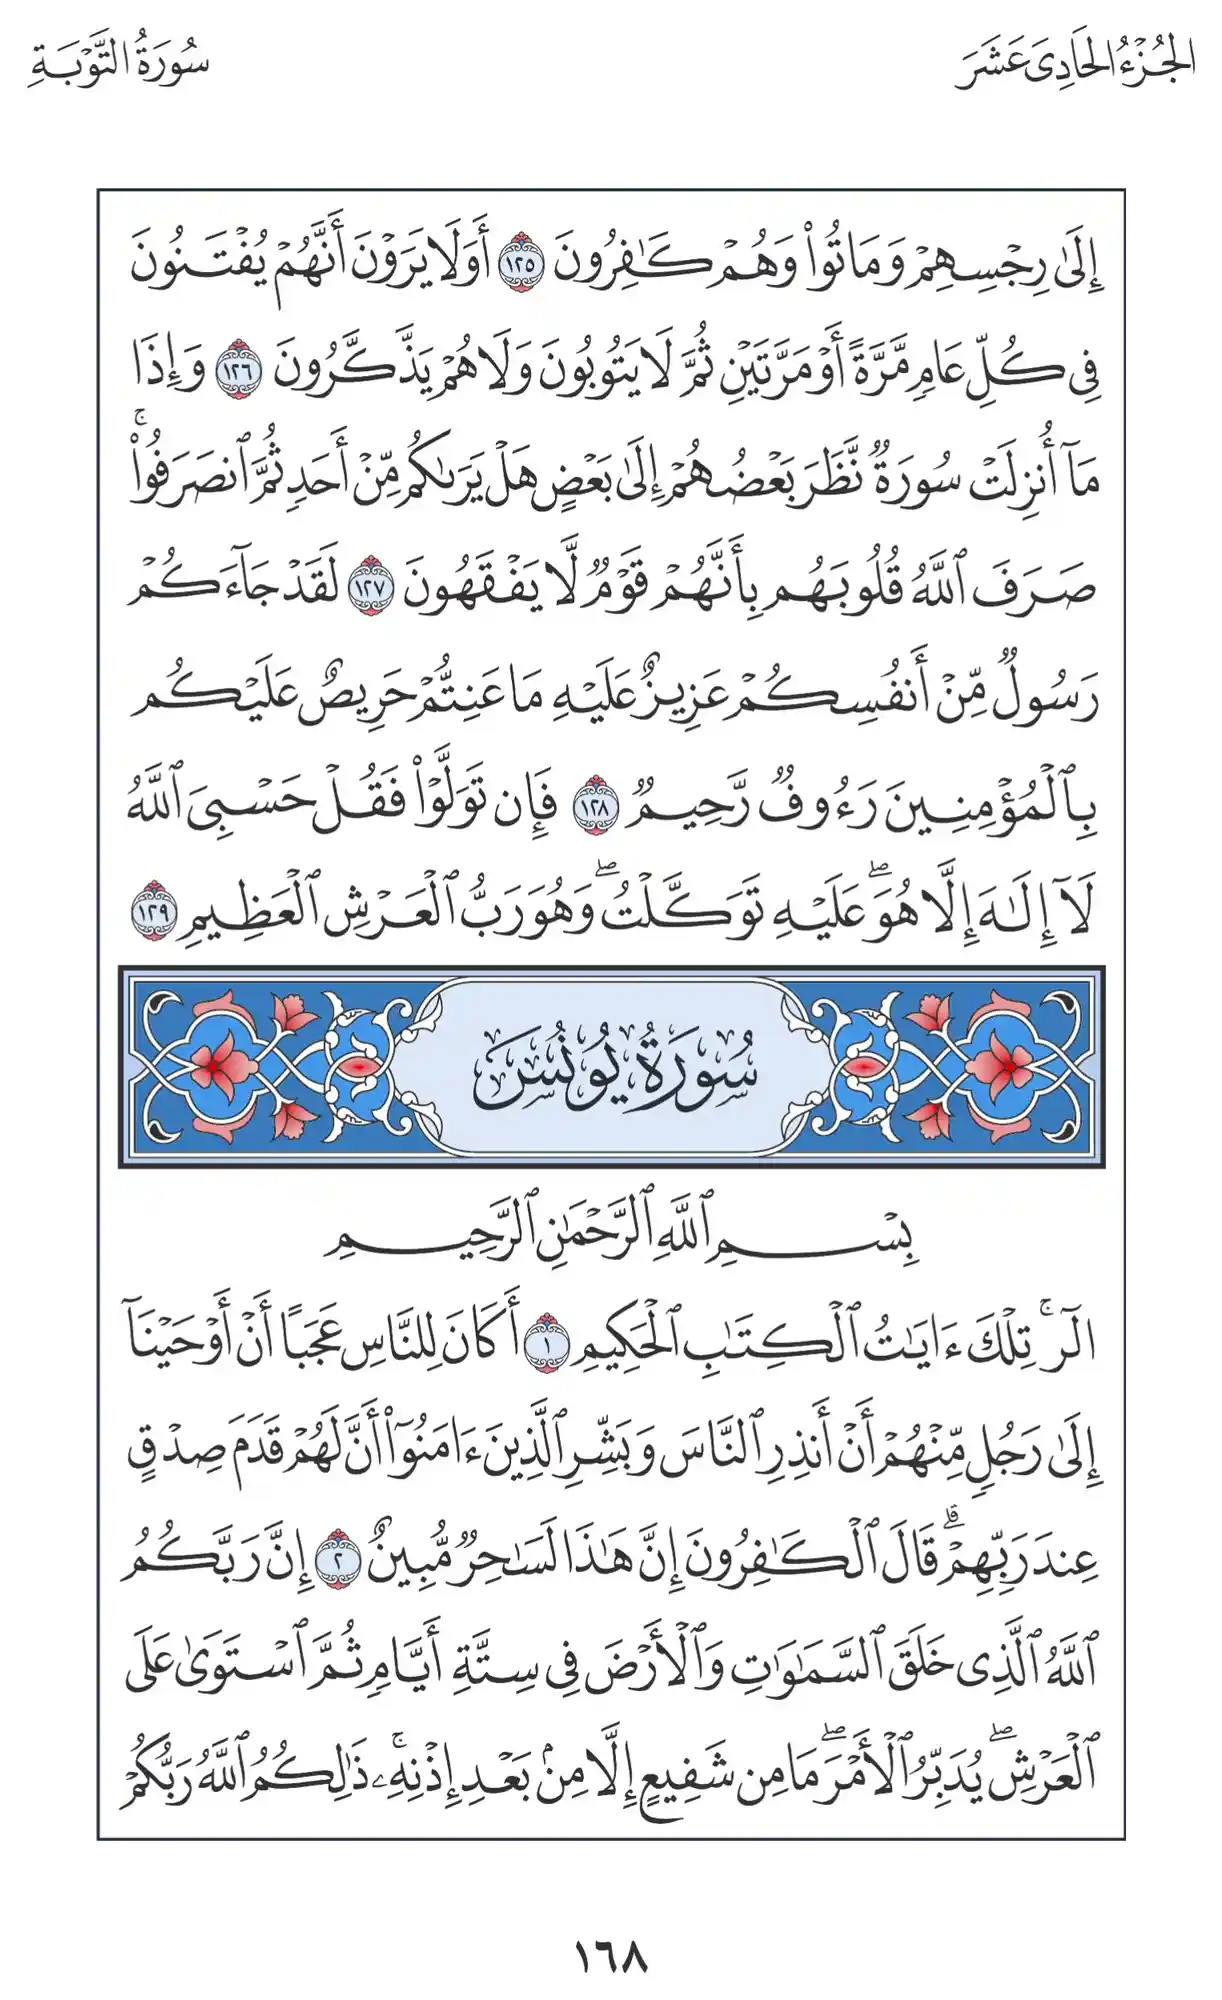 الجُزْءُ الحَادِى عَشَرَ
سُورَةُ التَّوْبَةِ
إِلَىٰ رِجْسِهِمْ وَمَاتُوا۟ وَهُمْ كَـٰفِرُونَ ١٢٥ أَوَلَا يَرَوْنَ أَنَّهُمْ يُفْتَنُونَ
فِى كُلِّ عَامٍ مَّرَّةً أَوْ مَرَّتَيْنِ ثُمَّ لَا يَتُوبُونَ وَلَا هُمْ يَذَّكَّرُونَ ١٢٦ وَإِذَا
مَآ أُنزِلَتْ سُورَةٌ نَّظَرَ بَعْضُهُمْ إِلَىٰ بَعْضٍ هَلْ يَرَىٰكُم مِّنْ أَحَدٍ ثُمَّ ٱنصَرَفُوا۟ ۚ
صَرَفَ ٱللَّهُ قُلُوبَهُم بِأَنَّهُمْ قَوْمٌ لَّا يَفْقَهُونَ ١٢٧ لَقَدْ جَآءَكُمْ
رَسُولٌ مِّنْ أَنفُسِكُمْ عَزِيزٌ عَلَيْهِ مَا عَنِتُّمْ حَرِيصٌ عَلَيْكُم
بِٱلْمُؤْمِنِينَ رَءُوفٌ رَّحِيمٌ ١٢٨ فَإِن تَوَلَّوْا۟ فَقُلْ حَسْبِىَ ٱللَّهُ
لَآ إِلَـٰهَ إِلَّا هُوَ ۖ عَلَيْهِ تَوَكَّلْتُ ۖ وَهُوَ رَبُّ ٱلْعَرْشِ ٱلْعَظِيمِ ١٢٩
سُورَةُ يُونُسَ
بِسْمِ ٱللَّهِ ٱلرَّحْمَـٰنِ ٱلرَّحِيمِ
الٓر ۚ تِلْكَ ءَايَـٰتُ ٱلْكِتَـٰبِ ٱلْحَكِيمِ ١ أَكَانَ لِلنَّاسِ عَجَبًا أَنْ أَوْحَيْنَآ
إِلَىٰ رَجُلٍ مِّنْهُمْ أَنْ أَنذِرِ ٱلنَّاسَ وَبَشِّرِ ٱلَّذِينَ ءَامَنُوٓا۟ أَنَّ لَهُمْ قَدَمَ صِدْقٍ
عِندَ رَبِّهِمْ ۗ قَالَ ٱلْكَـٰفِرُونَ إِنَّ هَـٰذَا لَسَـٰحِرٌ مُّبِينٌ ٢ إِنَّ رَبَّكُمُ
ٱللَّهُ ٱلَّذِى خَلَقَ ٱلسَّمَـٰوَٰتِ وَٱلْأَرْضَ فِى سِتَّةِ أَيَّامٍ ثُمَّ ٱسْتَوَىٰ عَلَى
ٱلْعَرْشِ ۖ يُدَبِّرُ ٱلْأَمْرَ ۖ مَا مِن شَفِيعٍ إِلَّا مِنۢ بَعْدِ إِذْنِهِۦ ۚ ذَٰلِكُمُ ٱللَّهُ رَبُّكُمْ
١٦٨